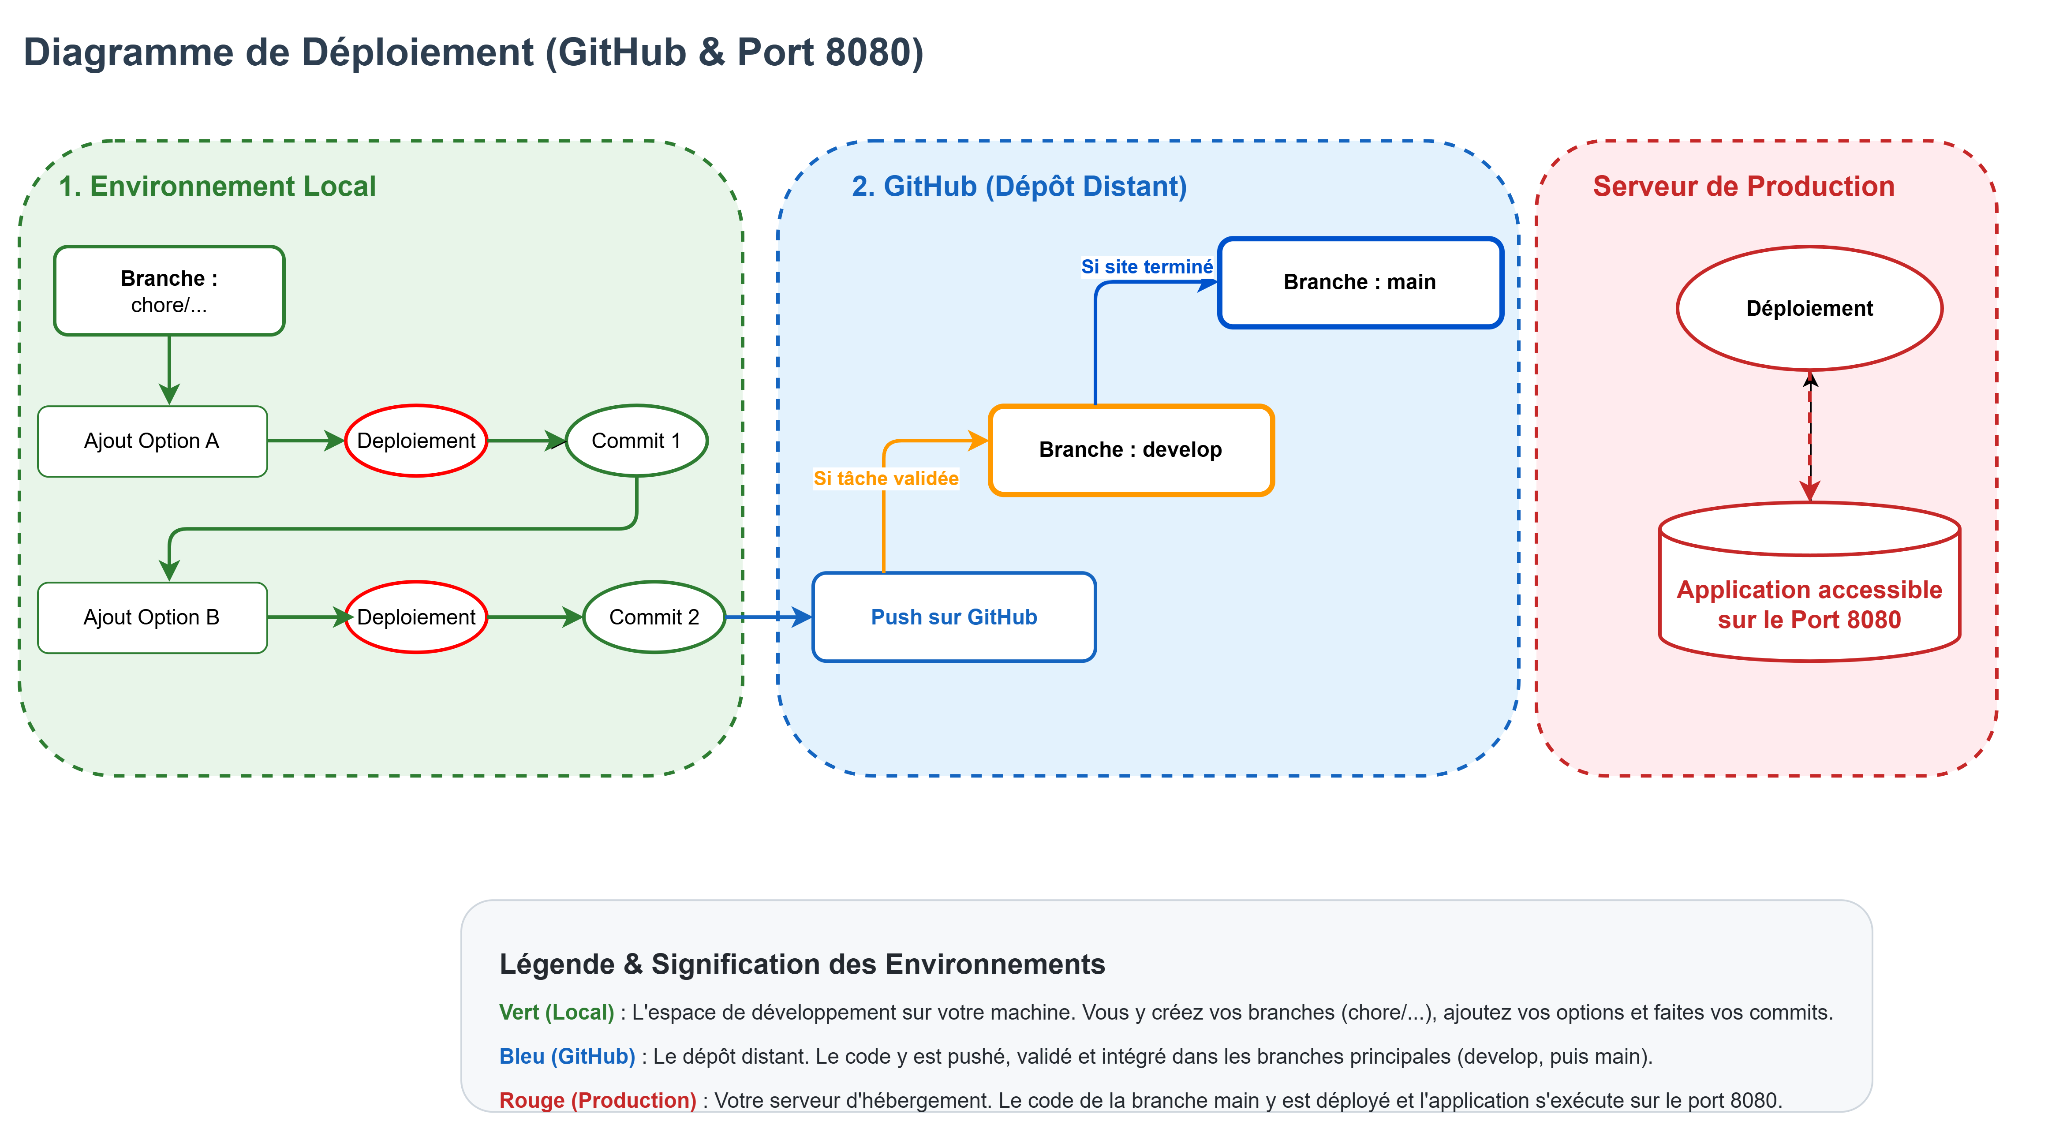 Diagramme de Déploiement (GitHub & Port 8080)
1. Environnement Local
Branche :
chore/...
Ajout Option A
Deploiement
Commit 1
Ajout Option B
Deploiement
Commit 2
2. GitHub (Dépôt Distant)
Si site terminé
Branche : main
Branche : develop
Si tâche validée
Push sur GitHub
Serveur de Production
Déploiement
Application accessible
sur le Port 8080
Légende & Signification des Environnements
Vert (Local) : L'espace de développement sur votre machine. Vous y créez vos branches (chore/...), ajoutez vos options et faites vos commits.
Bleu (GitHub) : Le dépôt distant. Le code y est pushé, validé et intégré dans les branches principales (develop, puis main).
Rouge (Production) : Votre serveur d'hébergement. Le code de la branche main y est déployé et l'application s'exécute sur le port 8080.